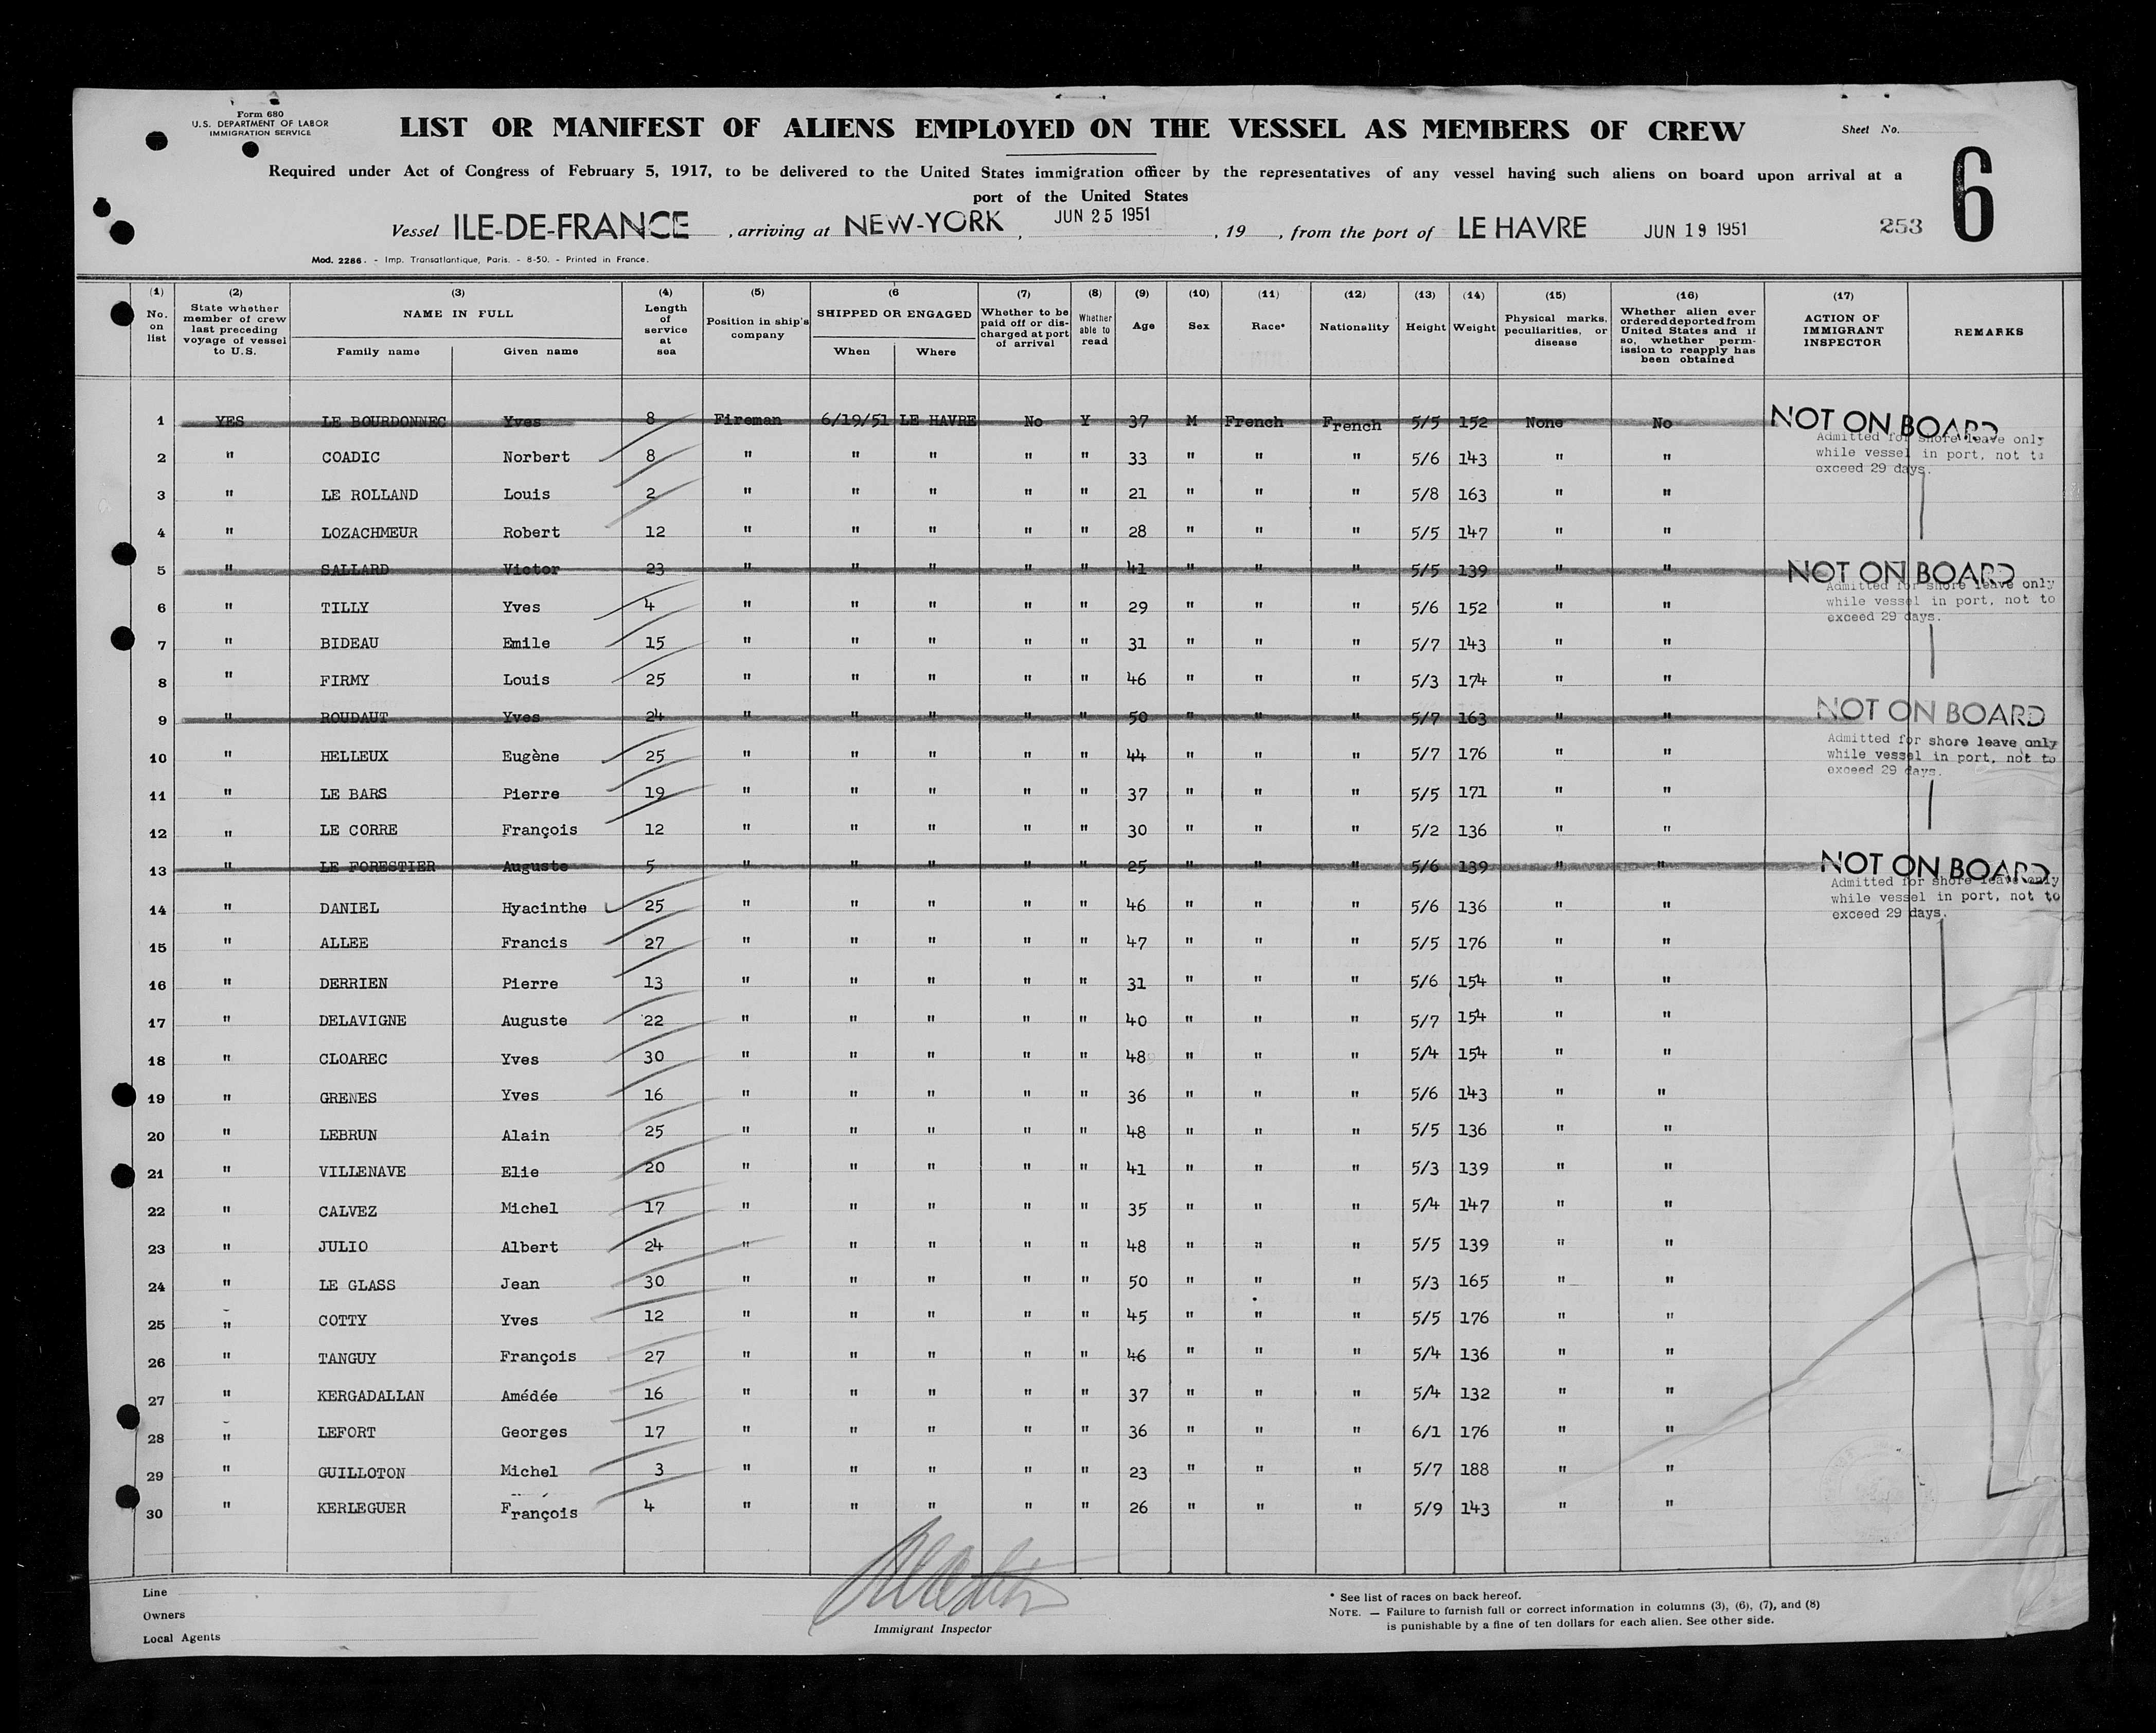 Form 680
U.S. DEPARTMENT OF LABOR
IMMIGRATION SERVICE
LIST OR MANIFEST OF ALIENS EMPLOYED ON THE VESSEL AS MEMBERS OF CREW
Sheet No.
6
Required under Act of Congress of February 5, 1917, to be delivered to the United States immigration officer by the representatives of any vessel having such aliens on board upon arrival at a
port of the United States
Vessel ILE-DE-FRANCE, arriving at NEW-YORK, JUN 25 1951, 19 , from the port of LE HAVRE JUN 19 1951 253
Mod. 2286. - Imp. Transatlantique, Paris. - 8-50. - Printed in France.
(1) No. on list (2) State whether member of crew last preceding voyage of vessel to U.S. (3) NAME IN FULL Family name Given name (4) Length of service at sea (5) Position in ship's company (6 SHIPPED OR ENGAGED When Where (7) Whether to be paid off or discharged at port of arrival (8) Whether able to read (9) Age (10) Sex (11) Race* (12) Nationality (13) Height (14) Weight (15) Physical marks, peculiarities, or disease (16) Whether alien ever ordered deported from United States and if so, whether permission to reapply has been obtained (17) ACTION OF IMMIGRANT INSPECTOR REMARKS
1 YES LE BOURDONNEC Yves 8 Fireman 6/19/51 LE HAVRE No Y 37 M French French 5/5 152 None No NOT ON BOARD
Admitted for shore leave only
while vessel in port, not to
exceed 29 days.
2 " COADIC Norbert 8 " " " " " 33 " " " 5/6 143 " "
3 " LE ROLLAND Louis 2 " " " " " 21 " " " 5/8 163 " "
4 " LOZACHMEUR Robert 12 " " " " " 28 " " " 5/5 147 " "
5 " SALLARD Victor 23 " " " " " 41 " " " 5/5 139 " " NOT ON BOARD
Admitted for shore leave only
while vessel in port, not to
exceed 29 days.
6 " TILLY Yves 4 " " " " " 29 " " " 5/6 152 " "
7 " BIDEAU Emile 15 " " " " " 31 " " " 5/7 143 " "
8 " FIRMY Louis 25 " " " " " 46 " " " 5/3 174 " "
9 " ROUDAUT Yves 24 " " " " " 50 " " " 5/7 163 " " NOT ON BOARD
Admitted for shore leave only
while vessel in port, not to
exceed 29 days.
10 " HELLEUX Eugène 25 " " " " " 44 " " " 5/7 176 " "
11 " LE BARS Pierre 19 " " " " " 37 " " " 5/5 171 " "
12 " LE CORRE François 12 " " " " " 30 " " " 5/2 136 " "
13 " LE FORESTIER Auguste 5 " " " " " 25 " " " 5/6 139 " " NOT ON BOARD
Admitted for shore leave only
while vessel in port, not to
exceed 29 days.
14 " DANIEL Hyacinthe 25 " " " " " 46 " " " 5/6 136 " "
15 " ALLEE Francis 27 " " " " " 47 " " " 5/5 176 " "
16 " DERRIEN Pierre 13 " " " " " 31 " " " 5/6 154 " "
17 " DELAVIGNE Auguste 22 " " " " " 40 " " " 5/7 154 " "
18 " CLOAREC Yves 30 " " " " " 48 " " " 5/4 154 " "
19 " GRENES Yves 16 " " " " " 36 " " " 5/6 143 " "
20 " LEBRUN Alain 25 " " " " " 48 " " " 5/5 136 " "
21 " VILLENAVE Elie 20 " " " " " 41 " " " 5/3 139 " "
22 " CALVEZ Michel 17 " " " " " 35 " " " 5/4 147 " "
23 " JULIO Albert 24 " " " " " 48 " " " 5/5 139 " "
24 " LE GLASS Jean 30 " " " " " 50 " " " 5/3 165 " "
25 " COTTY Yves 12 " " " " " 45 " " " 5/5 176 " "
26 " TANGUY François 27 " " " " " 46 " " " 5/4 136 " "
27 " KERGADALLAN Amédée 16 " " " " " 37 " " " 5/4 132 " "
28 " LEFORT Georges 17 " " " " " 36 " " " 6/1 176 " "
29 " GUILLOTON Michel 3 " " " " " 23 " " " 5/7 188 " "
30 " KERLEGUER François 4 " " " " " 26 " " " 5/9 143 " "
Line
Owners
Local Agents
Immigrant Inspector
* See list of races on back hereof.
NOTE. — Failure to furnish full or correct information in columns (3), (6), (7), and (8)
is punishable by a fine of ten dollars for each alien. See other side.